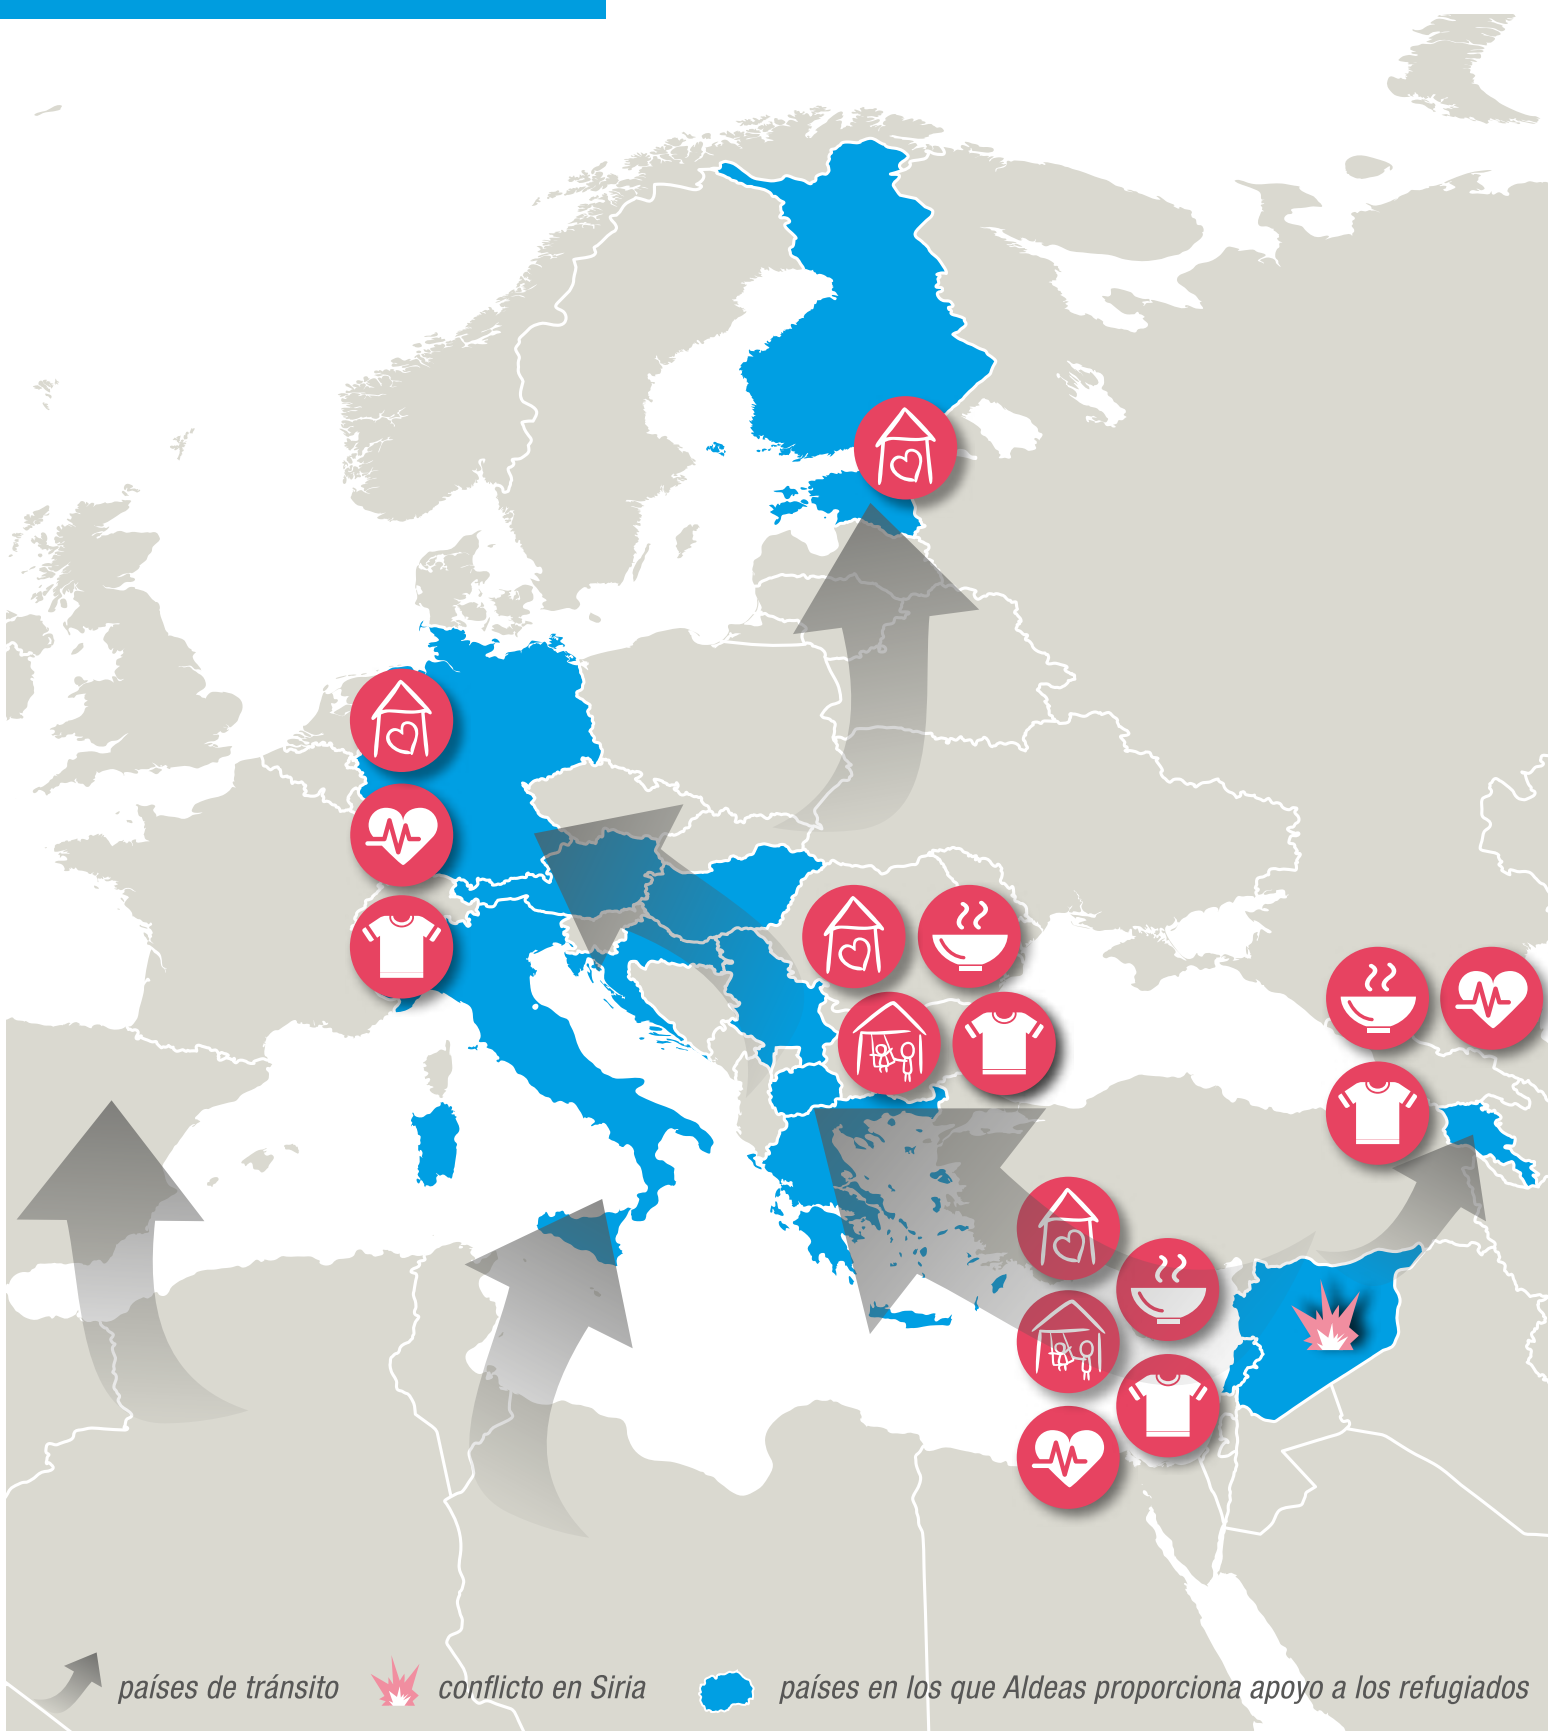 países de tránsito
conflicto en Siria
países en los que Aldeas proporciona apoyo a los refugiados